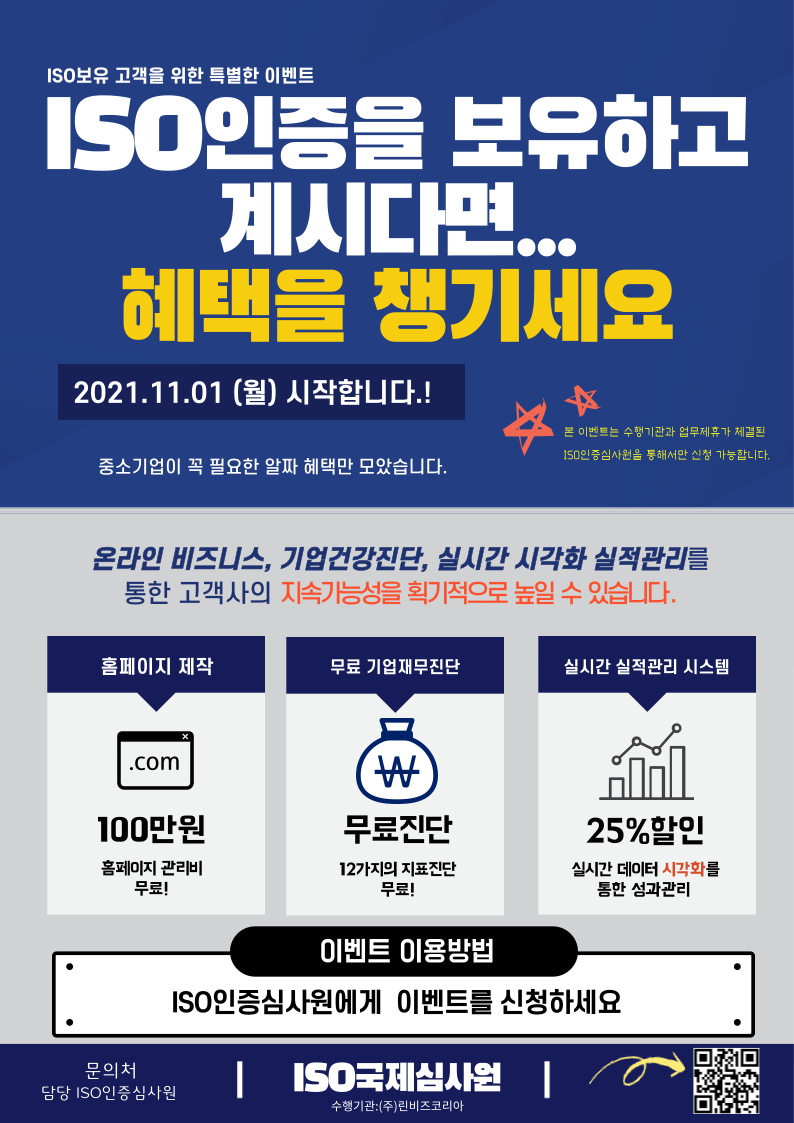 ISO보유 고객을 위한 특별한 이벤트
ISO인증을 보유하고
계시다면...
혜택을 챙기세요
2021.11.01 (월) 시작합니다.!
본 이벤트는 수행기관과 업무제휴가 체결된
ISO인증심사원을 통해서만 신청 가능합니다.
중소기업이 꼭 필요한 알짜 혜택만 모았습니다.
온라인 비즈니스, 기업건강진단, 실시간 시각화 실적관리를
통한 고객사의 지속가능성을 획기적으로 높일 수 있습니다.
홈페이지 제작
.com
100만원
홈페이지 관리비
무료!
무료 기업재무진단
₩
무료진단
12가지의 지표진단
무료!
실시간 실적관리 시스템
25%할인
실시간 데이터 시각화를
통한 성과관리
이벤트 이용방법
ISO인증심사원에게 이벤트를 신청하세요
문의처
담당 ISO인증심사원
ISO국제심사원
수행기관:(주)린비즈코리아